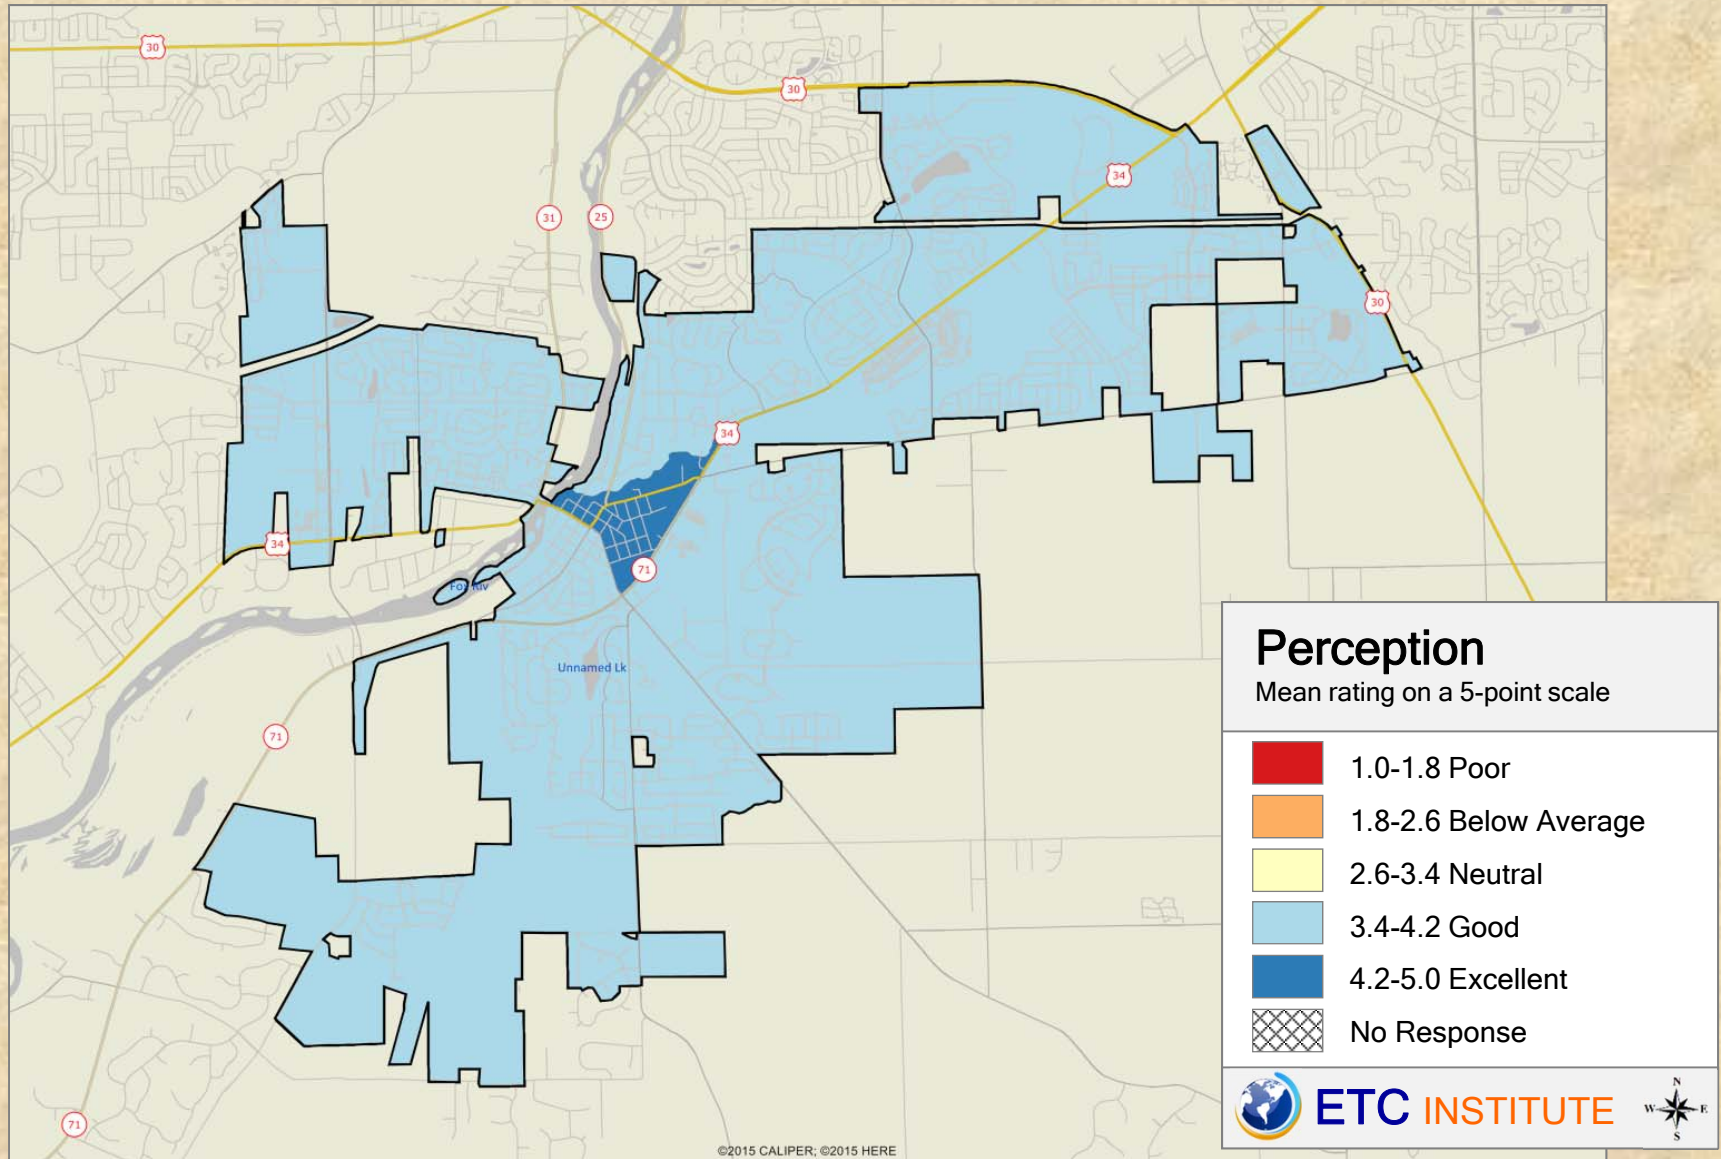 30
30
34
31
25
30
34
34
71
Fox Riv
Unnamed Lk
71
71
Perception
Mean rating on a 5-point scale
1.0-1.8 Poor
1.8-2.6 Below Average
2.6-3.4 Neutral
3.4-4.2 Good
4.2-5.0 Excellent
No Response
ETC INSTITUTE
N
W E
S
©2015 CALIPER; ©2015 HERE